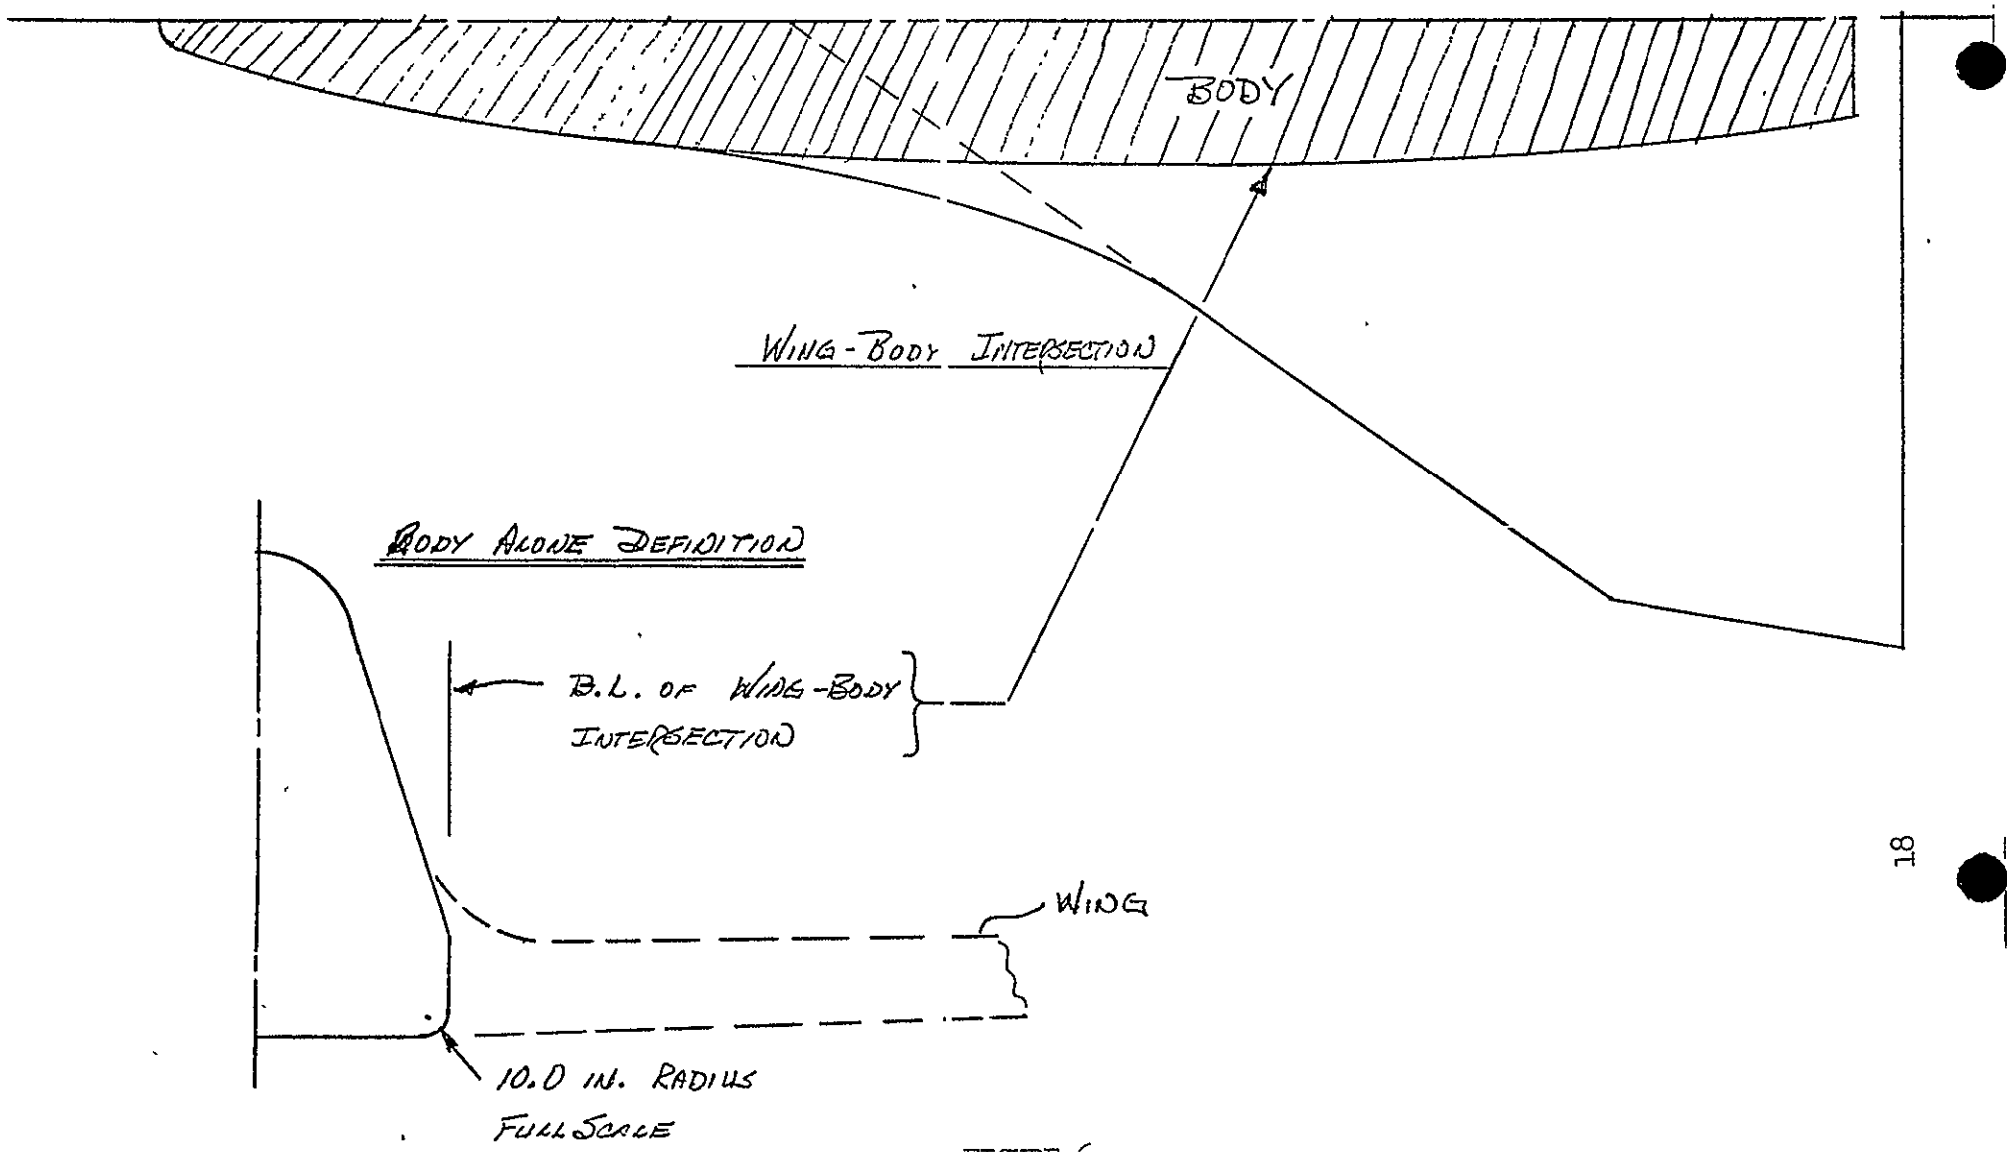 BODY
WING-BODY INTERSECTION
BODY ALONE DEFINITION
B.L. OF WING-BODY
INTERSECTION
18
WING
10.0 IN. RADIUS
FULL SCALE